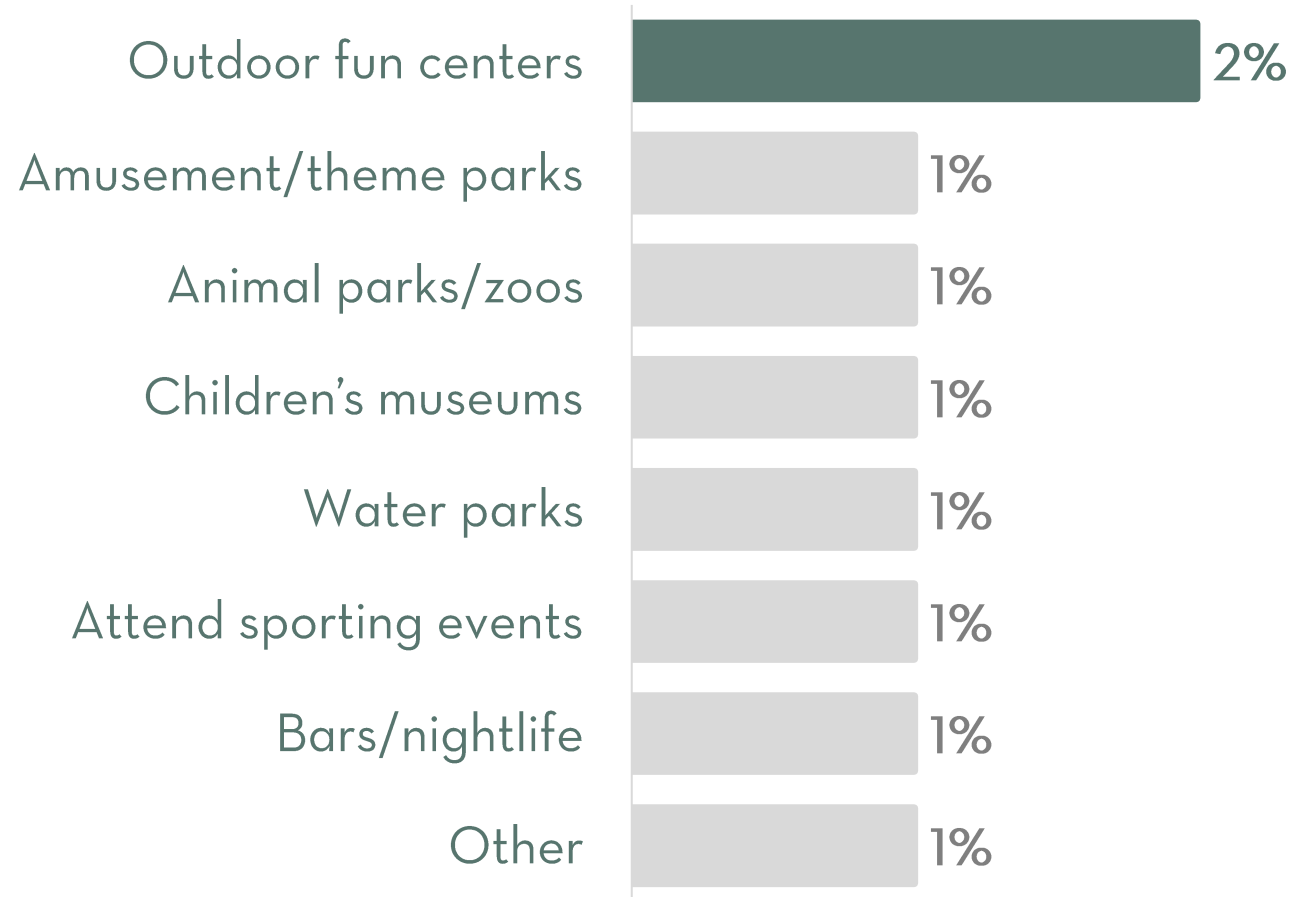 Outdoor fun centers 2%
Amusement/theme parks 1%
Animal parks/zoos 1%
Children’s museums 1%
Water parks 1%
Attend sporting events 1%
Bars/nightlife 1%
Other 1%